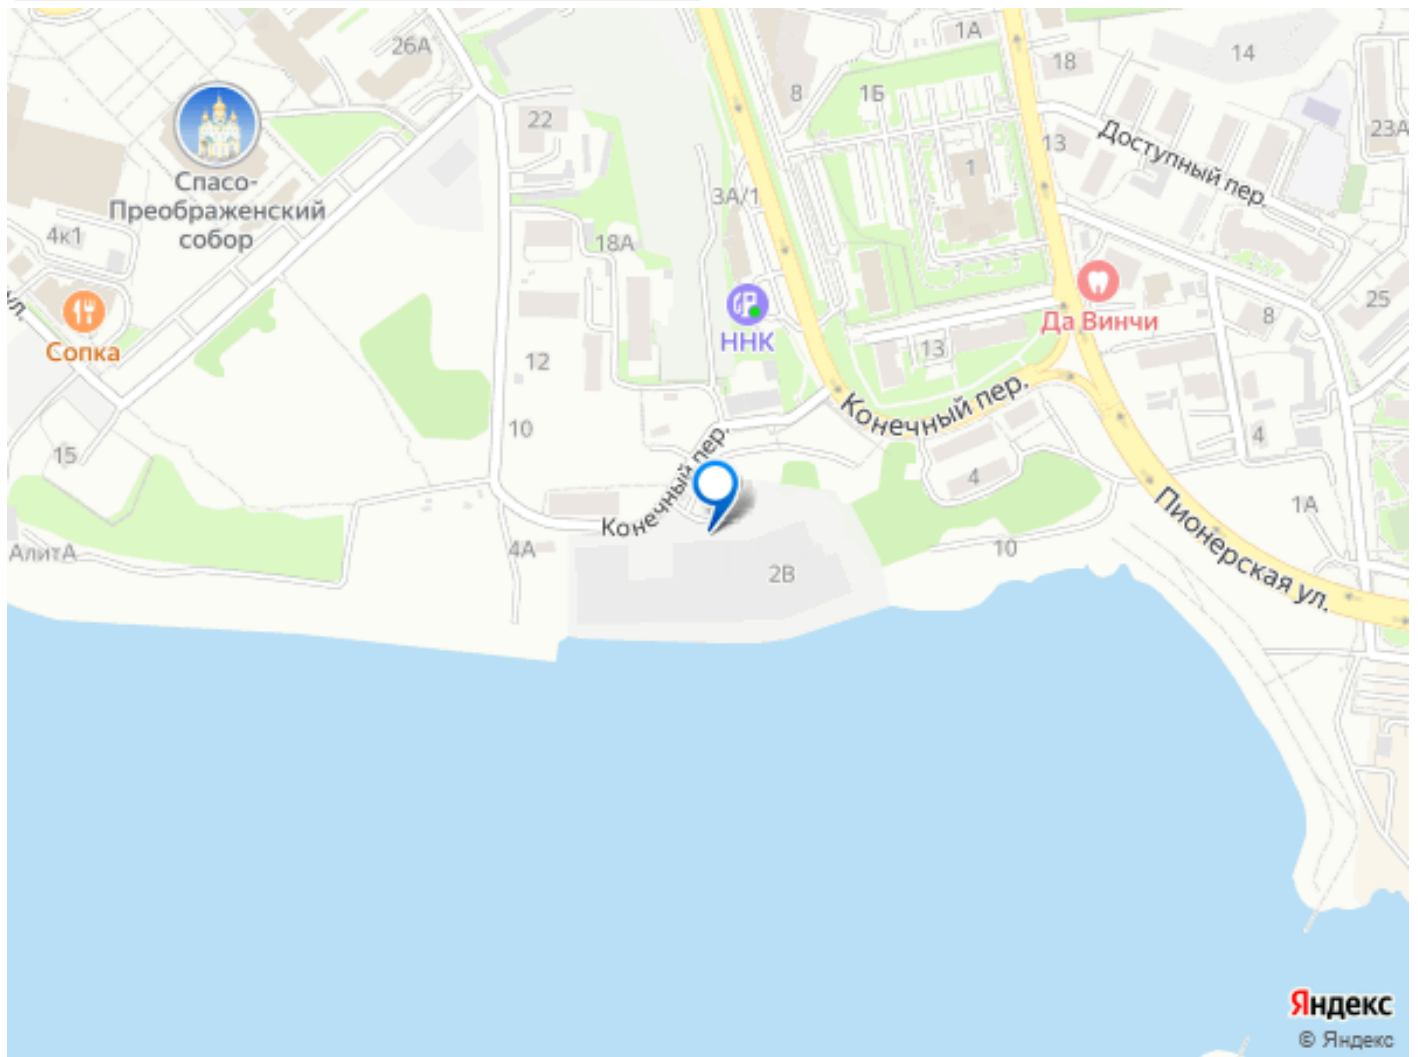 26А
22
1А
18
14
8
1Б
23А
13
Доступный пер.
Спасо-
Преображенский
собор
1
3А/1
4к1
18А
ул.
Сопка
ННК
Да Винчи
8
25
12
13
10
Конечный пер.
4
15
Конечный пер.
4
1А
Пионерская ул.
АлитА
4А
2В
10
Яндекс
© Яндекс